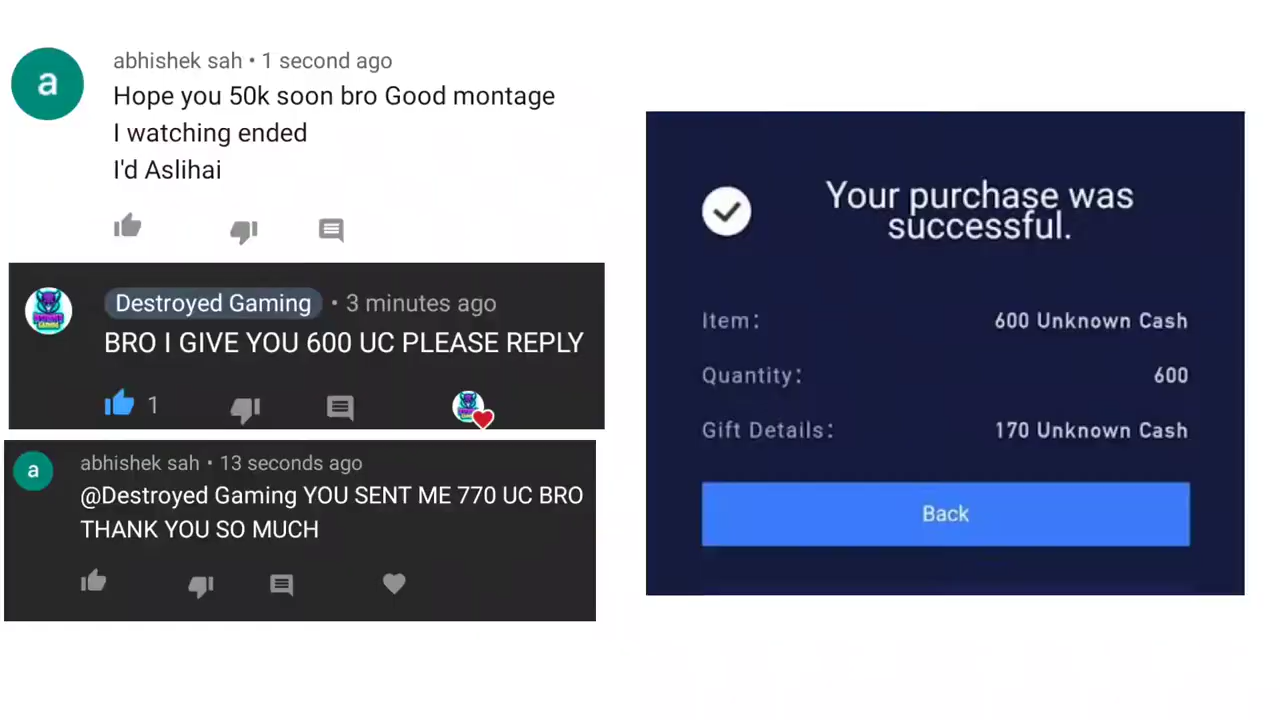 a
abhishek sah • 1 second ago
Hope you 50k soon bro Good montage
I watching ended
I'd Aslihai
Destroyed Gaming • 3 minutes ago
BRO I GIVE YOU 600 UC PLEASE REPLY
1
a
abhishek sah • 13 seconds ago
@Destroyed Gaming YOU SENT ME 770 UC BRO
THANK YOU SO MUCH
Your purchase was
successful.
Item: 600 Unknown Cash
Quantity: 600
Gift Details: 170 Unknown Cash
Back